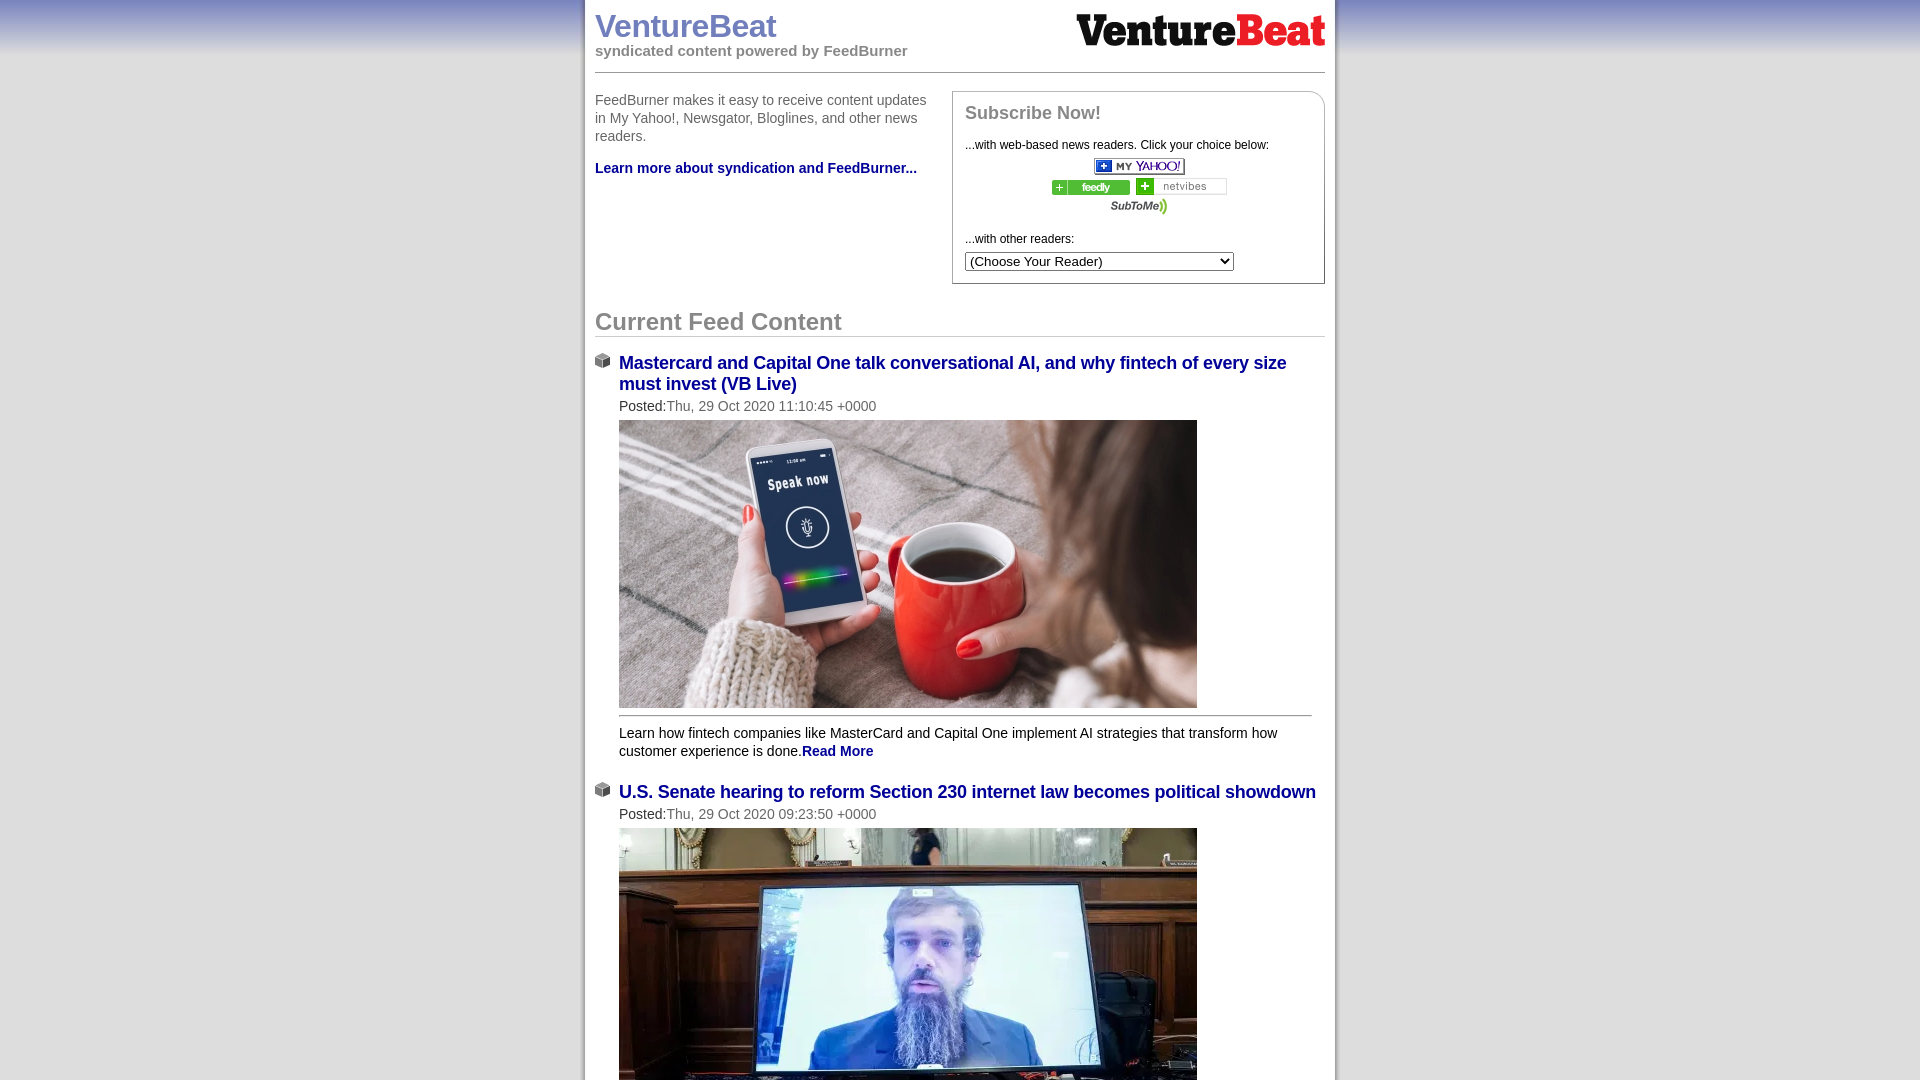 VentureBeat
syndicated content powered by FeedBurner
VentureBeat
FeedBurner makes it easy to receive content updates
in My Yahoo!, Newsgator, Bloglines, and other news
readers.
Learn more about syndication and FeedBurner...
Subscribe Now!
...with web-based news readers. Click your choice below:
MY YAHOO!
feedly
netvibes
SubToMe
...with other readers:
(Choose Your Reader)
Current Feed Content
Mastercard and Capital One talk conversational AI, and why fintech of every size
must invest (VB Live)
Posted:Thu, 29 Oct 2020 11:10:45 +0000
Speak now
Learn how fintech companies like MasterCard and Capital One implement AI strategies that transform how
customer experience is done.Read More
U.S. Senate hearing to reform Section 230 internet law becomes political showdown
Posted:Thu, 29 Oct 2020 09:23:50 +0000